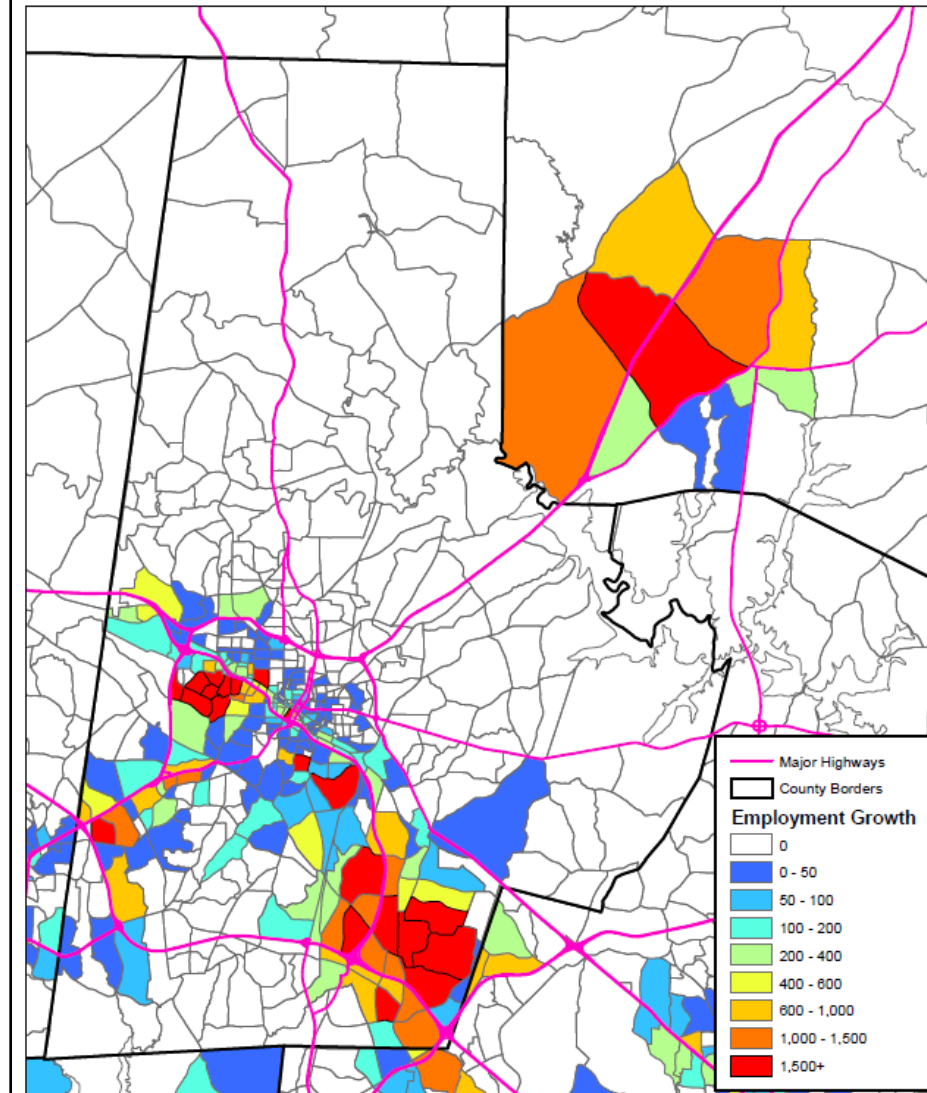 Major Highways
County Borders
Employment Growth
0
0 - 50
50 - 100
100 - 200
200 - 400
400 - 600
600 - 1,000
1,000 - 1,500
1,500+